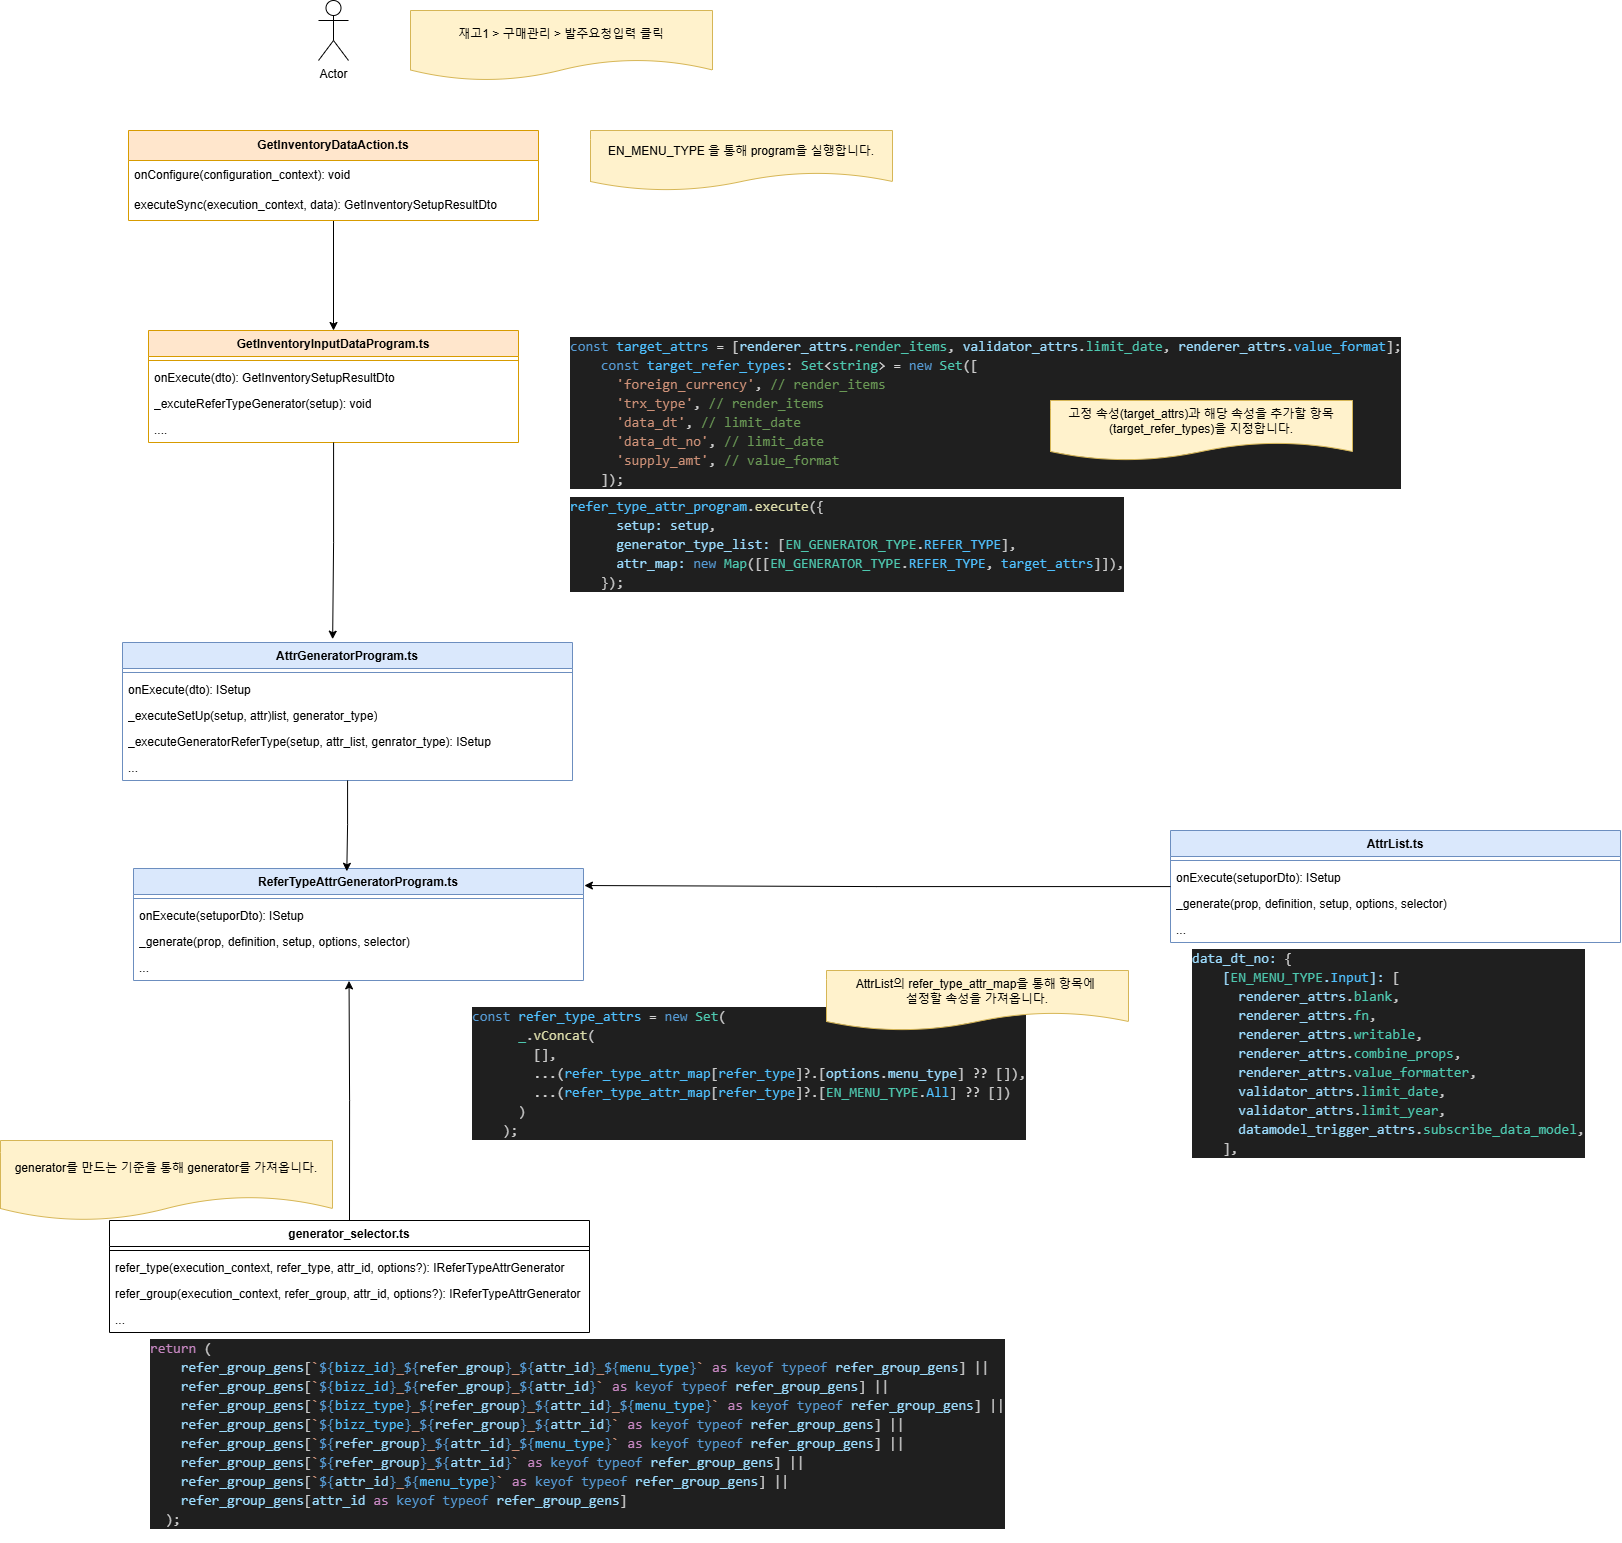 Actor
재고1 > 구매관리 > 발주요청입력 클릭
GetInventoryDataAction.ts
onConfigure(configuration_context): void
executeSync(execution_context, data): GetInventorySetupResultDto
EN_MENU_TYPE 을 통해 program을 실행합니다.
GetInventoryInputDataProgram.ts
onExecute(dto): GetInventorySetupResultDto
_excuteReferTypeGenerator(setup): void
....
const target_attrs = [renderer_attrs.render_items, validator_attrs.limit_date, renderer_attrs.value_format];
const target_refer_types: Set<string> = new Set([
'foreign_currency', // render_items
'trx_type', // render_items
'data_dt', // limit_date
'data_dt_no', // limit_date
'supply_amt', // value_format
]);
고정 속성(target_attrs)과 해당 속성을 추가할 항목
(target_refer_types)을 지정합니다.
refer_type_attr_program.execute({
setup: setup,
generator_type_list: [EN_GENERATOR_TYPE.REFER_TYPE],
attr_map: new Map([[EN_GENERATOR_TYPE.REFER_TYPE, target_attrs]]),
});
AttrGeneratorProgram.ts
onExecute(dto): ISetup
_executeSetUp(setup, attr)list, generator_type)
_executeGeneratorReferType(setup, attr_list, genrator_type): ISetup
...
ReferTypeAttrGeneratorProgram.ts
onExecute(setuporDto): ISetup
_generate(prop, definition, setup, options, selector)
...
AttrList.ts
onExecute(setuporDto): ISetup
_generate(prop, definition, setup, options, selector)
...
data_dt_no: {
[EN_MENU_TYPE.Input]: [
renderer_attrs.blank,
renderer_attrs.fn,
renderer_attrs.writable,
renderer_attrs.combine_props,
renderer_attrs.value_formatter,
validator_attrs.limit_date,
validator_attrs.limit_year,
datamodel_trigger_attrs.subscribe_data_model,
],
AttrList의 refer_type_attr_map을 통해 항목에
설정할 속성을 가져옵니다.
const refer_type_attrs = new Set(
_.vConcat(
[],
...(refer_type_attr_map[refer_type]?.[options.menu_type] ?? []),
...(refer_type_attr_map[refer_type]?.[EN_MENU_TYPE.All] ?? [])
)
);
generator를 만드는 기준을 통해 generator를 가져옵니다.
generator_selector.ts
refer_type(execution_context, refer_type, attr_id, options?): IReferTypeAttrGenerator
refer_group(execution_context, refer_group, attr_id, options?): IReferTypeAttrGenerator
...
return (
refer_group_gens[`${bizz_id}_${refer_group}_${attr_id}_${menu_type}` as keyof typeof refer_group_gens] ||
refer_group_gens[`${bizz_id}_${refer_group}_${attr_id}` as keyof typeof refer_group_gens] ||
refer_group_gens[`${bizz_type}_${refer_group}_${attr_id}_${menu_type}` as keyof typeof refer_group_gens] ||
refer_group_gens[`${bizz_type}_${refer_group}_${attr_id}` as keyof typeof refer_group_gens] ||
refer_group_gens[`${refer_group}_${attr_id}_${menu_type}` as keyof typeof refer_group_gens] ||
refer_group_gens[`${refer_group}_${attr_id}` as keyof typeof refer_group_gens] ||
refer_group_gens[`${attr_id}_${menu_type}` as keyof typeof refer_group_gens] ||
refer_group_gens[attr_id as keyof typeof refer_group_gens]
);